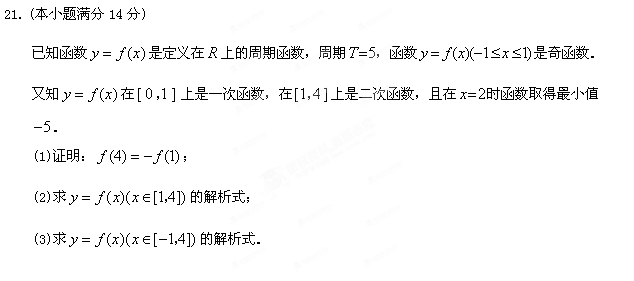 21. (本小题满分 14 分)
已知函数 y = f(x) 是定义在 R 上的周期函数，周期 T=5，函数 y = f(x)(−1≤x≤1) 是奇函数.
又知 y = f(x) 在 [ 0 ,1 ] 上是一次函数，在 [1, 4 ] 上是二次函数，且在 x=2时函数取得最小值
−5．
(1)证明：f(4) = −f(1)；
(2)求 y = f(x)( x ∈[1,4]) 的解析式；
(3)求 y = f(x)( x ∈[−1,4]) 的解析式．